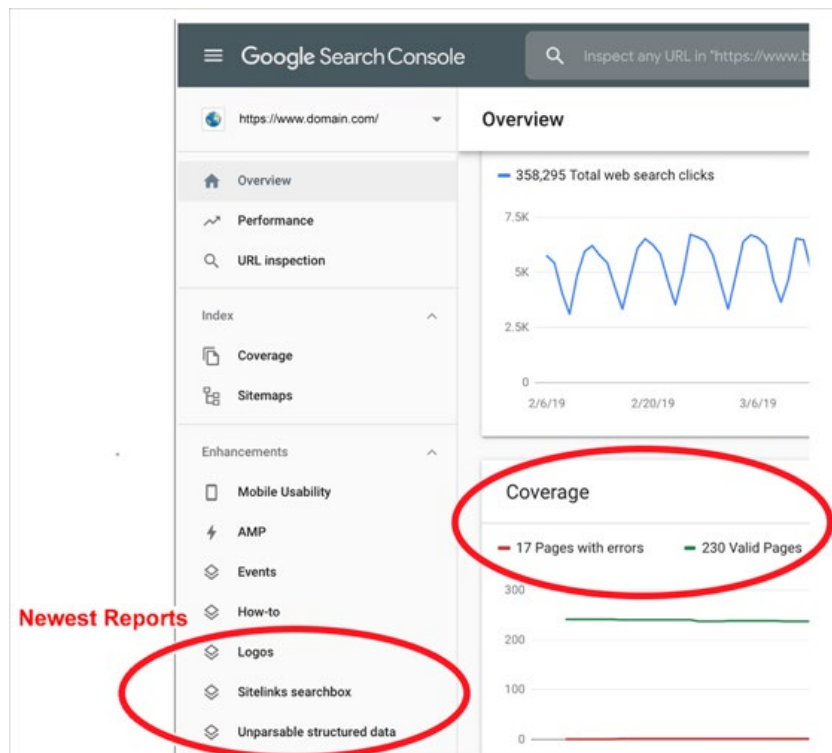 Google Search Console
Inspect any URL in "https://www.b
https://www.domain.com/
Overview
Overview
Performance
URL inspection
Index
Coverage
Sitemaps
Enhancements
Mobile Usability
AMP
Events
How-to
Newest Reports
Logos
Sitelinks searchbox
Unparsable structured data
358,295 Total web search clicks
7.5K
5K
2.5K
0
2/6/19 2/20/19 3/6/19
Coverage
17 Pages with errors 230 Valid Pages
300
200
100
0